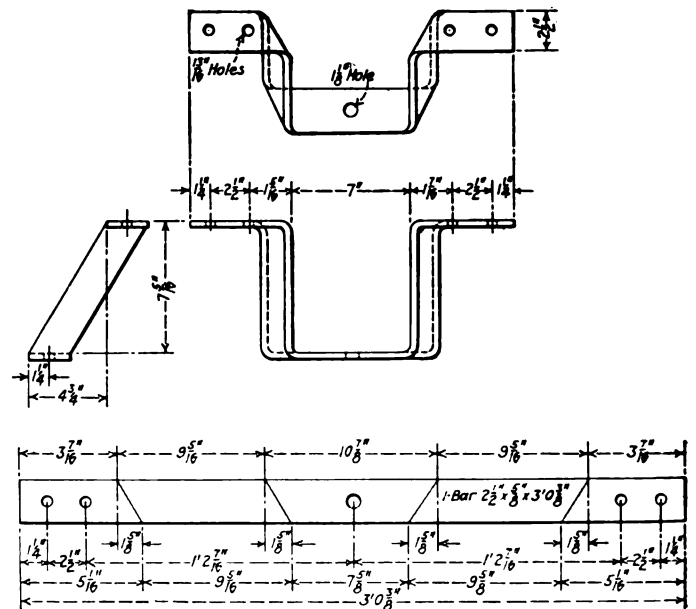 2 1/2"
13/16" Holes
1 1/8" Hole
1 1/4" 2 1/2" 1 5/16" 7" 1 7/16" 2 1/2" 1 1/4"
7 5/16"
1 1/4"
4 3/4"
3 7/16" 9 5/16" 10 7/8" 9 5/16" 3 7/16"
1-Bar 2 1/2" x 5/8" x 3'0 3/8"
1 5/8" 1 5/8" 1 5/8" 1 5/8"
1 1/4" 2 1/2" 1'2 7/16" 1'2 7/16" 2 1/2" 1 1/4"
5 1/16" 9 5/16" 7 5/8" 9 5/8" 5 1/16"
3'0 3/8"